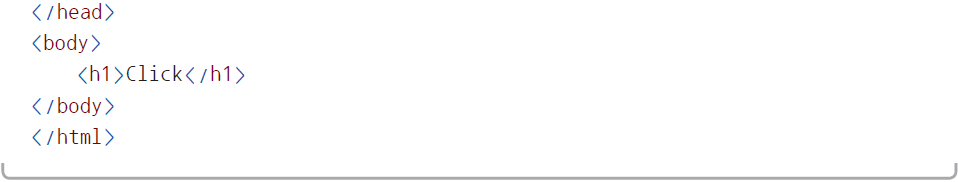 </head>
<body>
    <h1>Click</h1>
</body>
</html>